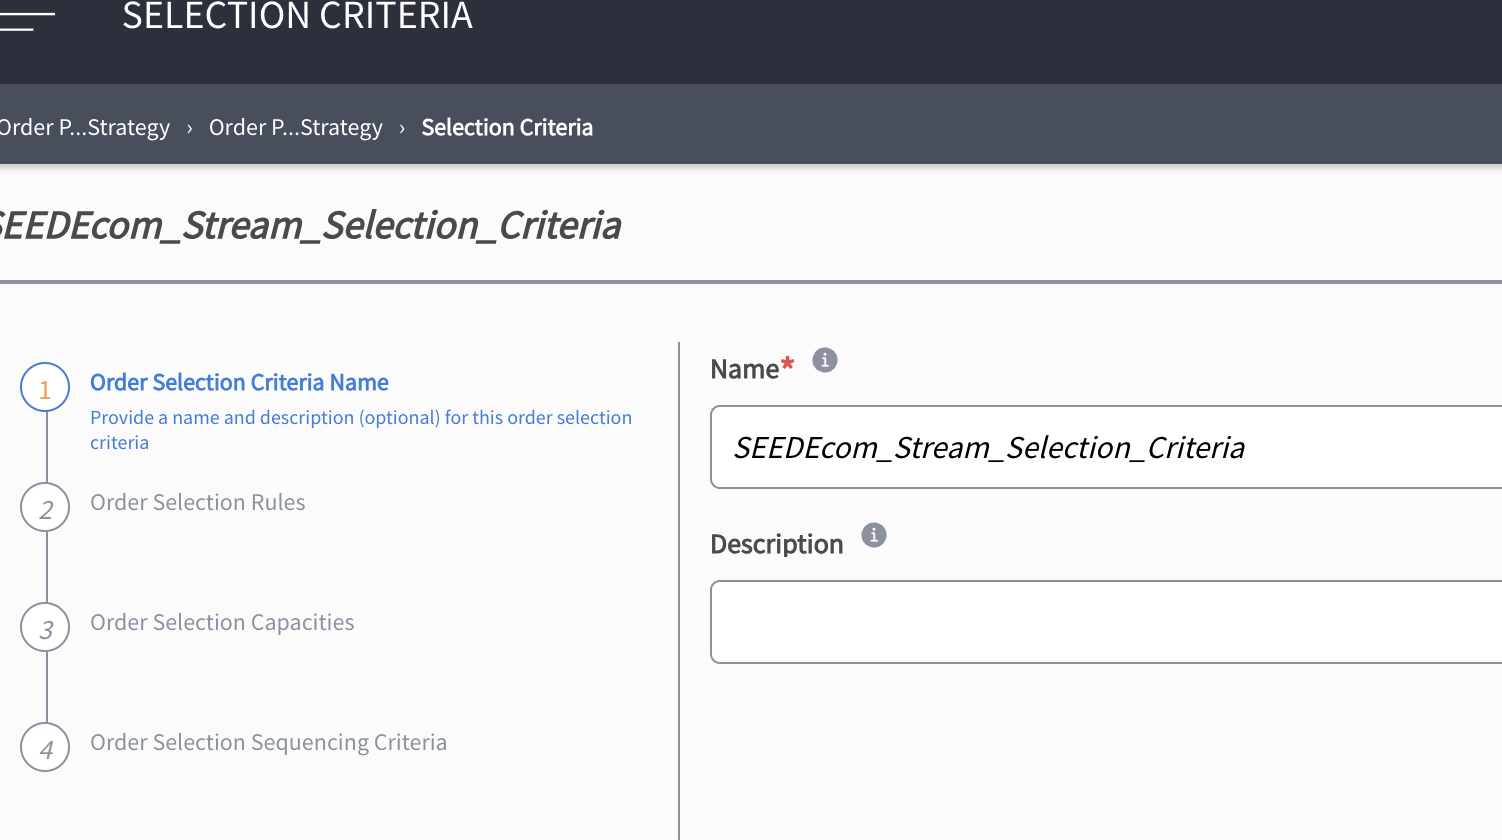 SELECTION CRITERIA
Order P...Strategy › Order P...Strategy › Selection Criteria
SEEDEcom_Stream_Selection_Criteria
1 Order Selection Criteria Name
Provide a name and description (optional) for this order selection
criteria
2 Order Selection Rules
3 Order Selection Capacities
4 Order Selection Sequencing Criteria
Name* i
SEEDEcom_Stream_Selection_Criteria
Description i